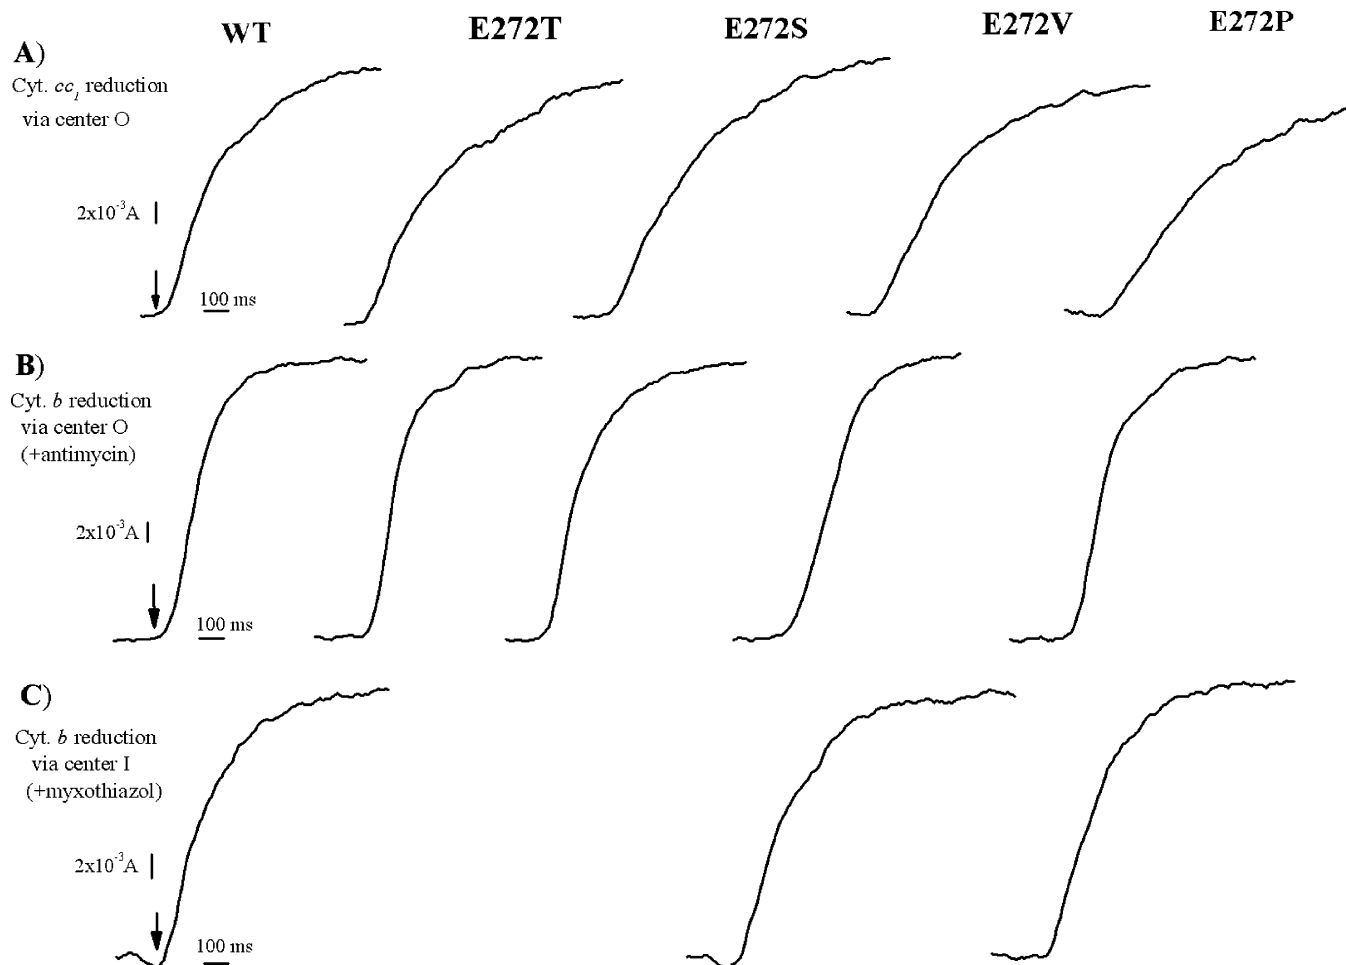 WT E272T E272S E272V E272P
A)
Cyt. cc₁ reduction
via center O
2x10⁻³A
100 ms
B)
Cyt. b reduction
via center O
(+antimycin)
2x10⁻³A
100 ms
C)
Cyt. b reduction
via center I
(+myxothiazol)
2x10⁻³A
100 ms